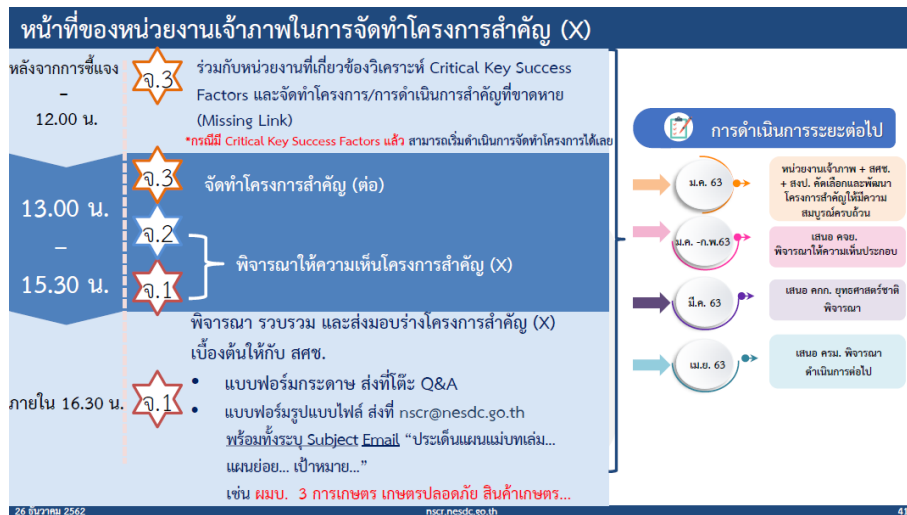 หน้าที่ของหน่วยงานเจ้าภาพในการจัดทำโครงการสำคัญ (X)
หลังจากการชี้แจง
–
12.00 น.
จ.3
ร่วมกับหน่วยงานที่เกี่ยวข้องวิเคราะห์ Critical Key Success
Factors และจัดทำโครงการ/การดำเนินการสำคัญที่ขาดหาย
(Missing Link)
*กรณีมี Critical Key Success Factors แล้ว สามารถเริ่มดำเนินการจัดทำโครงการได้เลย
13.00 น.
–
15.30 น.
จ.3
จัดทำโครงการสำคัญ (ต่อ)
จ.2
จ.1
พิจารณาให้ความเห็นโครงการสำคัญ (X)
ภายใน 16.30 น.
จ.1
พิจารณา รวบรวม และส่งมอบร่างโครงการสำคัญ (X)
เบื้องต้นให้กับ สศช.
• แบบฟอร์มกระดาษ ส่งที่โต๊ะ Q&A
• แบบฟอร์มรูปแบบไฟล์ ส่งที่ nscr@nesdc.go.th
พร้อมทั้งระบุ Subject Email “ประเด็นแผนแม่บทเล่ม...
แผนย่อย... เป้าหมาย...”
เช่น ผมบ. 3 การเกษตร เกษตรปลอดภัย สินค้าเกษตร...
การดำเนินการระยะต่อไป
ม.ค. 63
หน่วยงานเจ้าภาพ + สศช.
+ สงป. คัดเลือกและพัฒนา
โครงการสำคัญให้มีความ
สมบูรณ์ครบถ้วน
ม.ค. -ก.พ.63
เสนอ คจย.
พิจารณาให้ความเห็นประกอบ
มี.ค. 63
เสนอ คกก. ยุทธศาสตร์ชาติ
พิจารณา
เม.ย. 63
เสนอ ครม. พิจารณา
ดำเนินการต่อไป
26 ธันวาคม 2562
nscr.nesdc.go.th
41